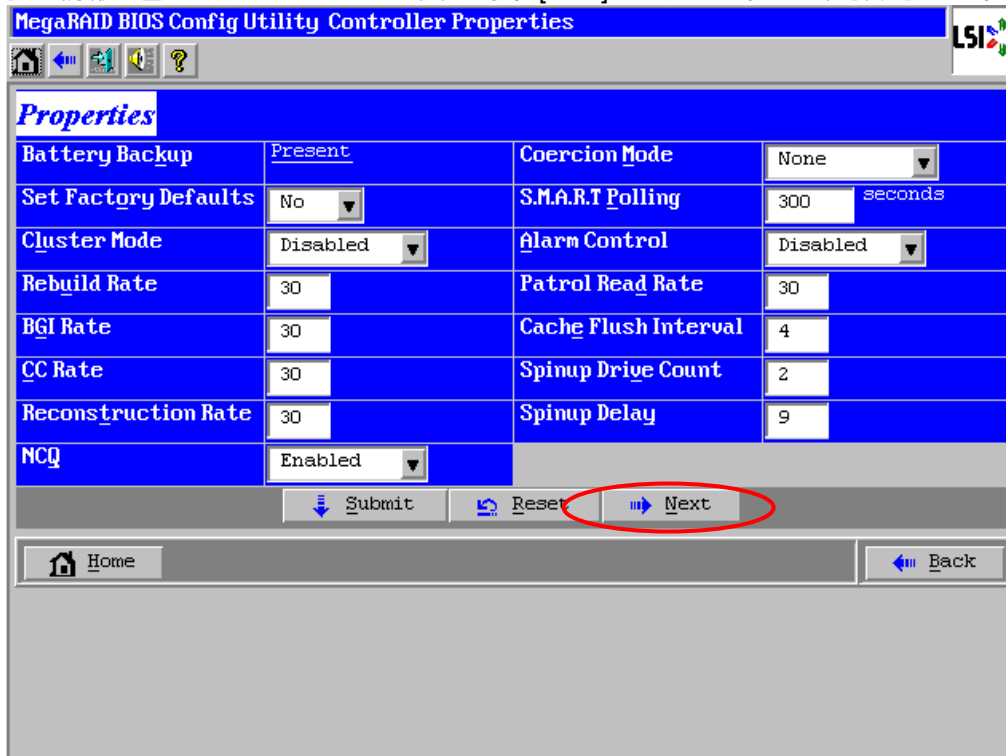 MegaRAID BIOS Config Utility Controller Properties
LSI
Properties
Battery Backup Present Coercion Mode None
Set Factory Defaults No S.M.A.R.T Polling 300 seconds
Cluster Mode Disabled Alarm Control Disabled
Rebuild Rate 30 Patrol Read Rate 30
BGI Rate 30 Cache Flush Interval 4
CC Rate 30 Spinup Drive Count 2
Reconstruction Rate 30 Spinup Delay 9
NCQ Enabled
Submit Reset Next
Home Back